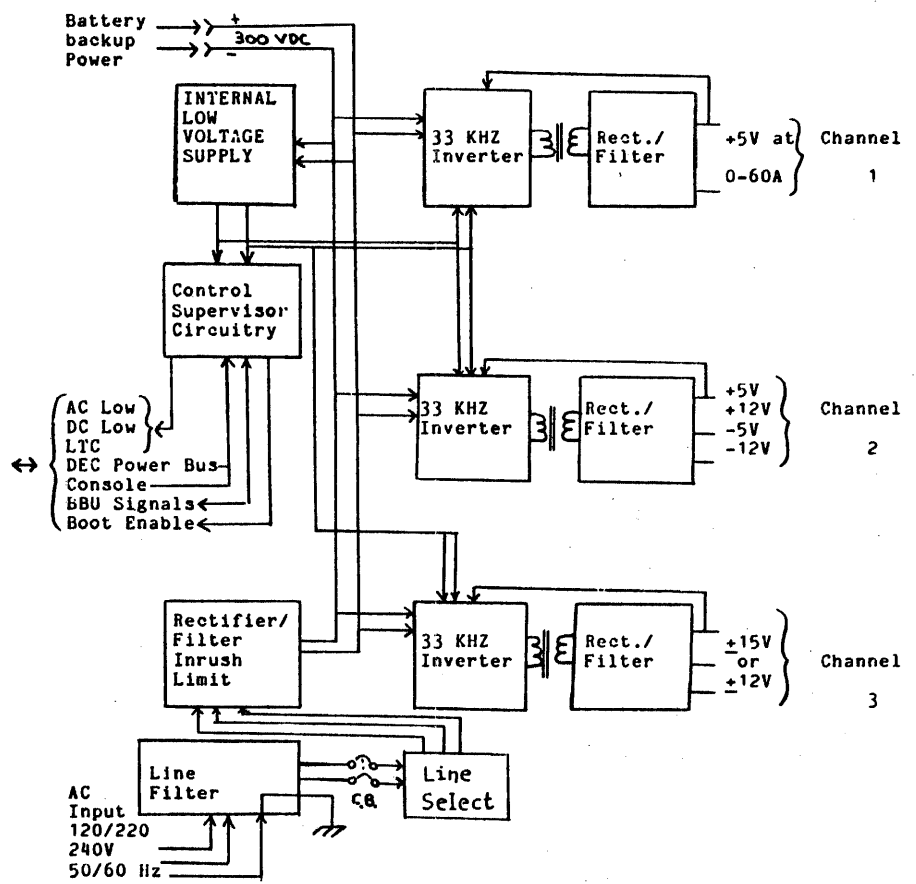 Battery
backup
Power
+
300 VDC
-
INTERNAL
LOW
VOLTAGE
SUPPLY
33 KHZ
Inverter
Rect./
Filter
+5V at
0-60A
Channel
1
Control
Supervisor
Circuitry
33 KHZ
Inverter
Rect./
Filter
+5V
+12V
-5V
-12V
Channel
2
AC Low
DC Low
LTC
DEC Power Bus
Console
BBU Signals
Boot Enable
Rectifier/
Filter
Inrush
Limit
33 KHZ
Inverter
Rect./
Filter
±15V
or
±12V
Channel
3
Line
Filter
C.B.
Line
Select
AC
Input
120/220
240V
50/60 Hz